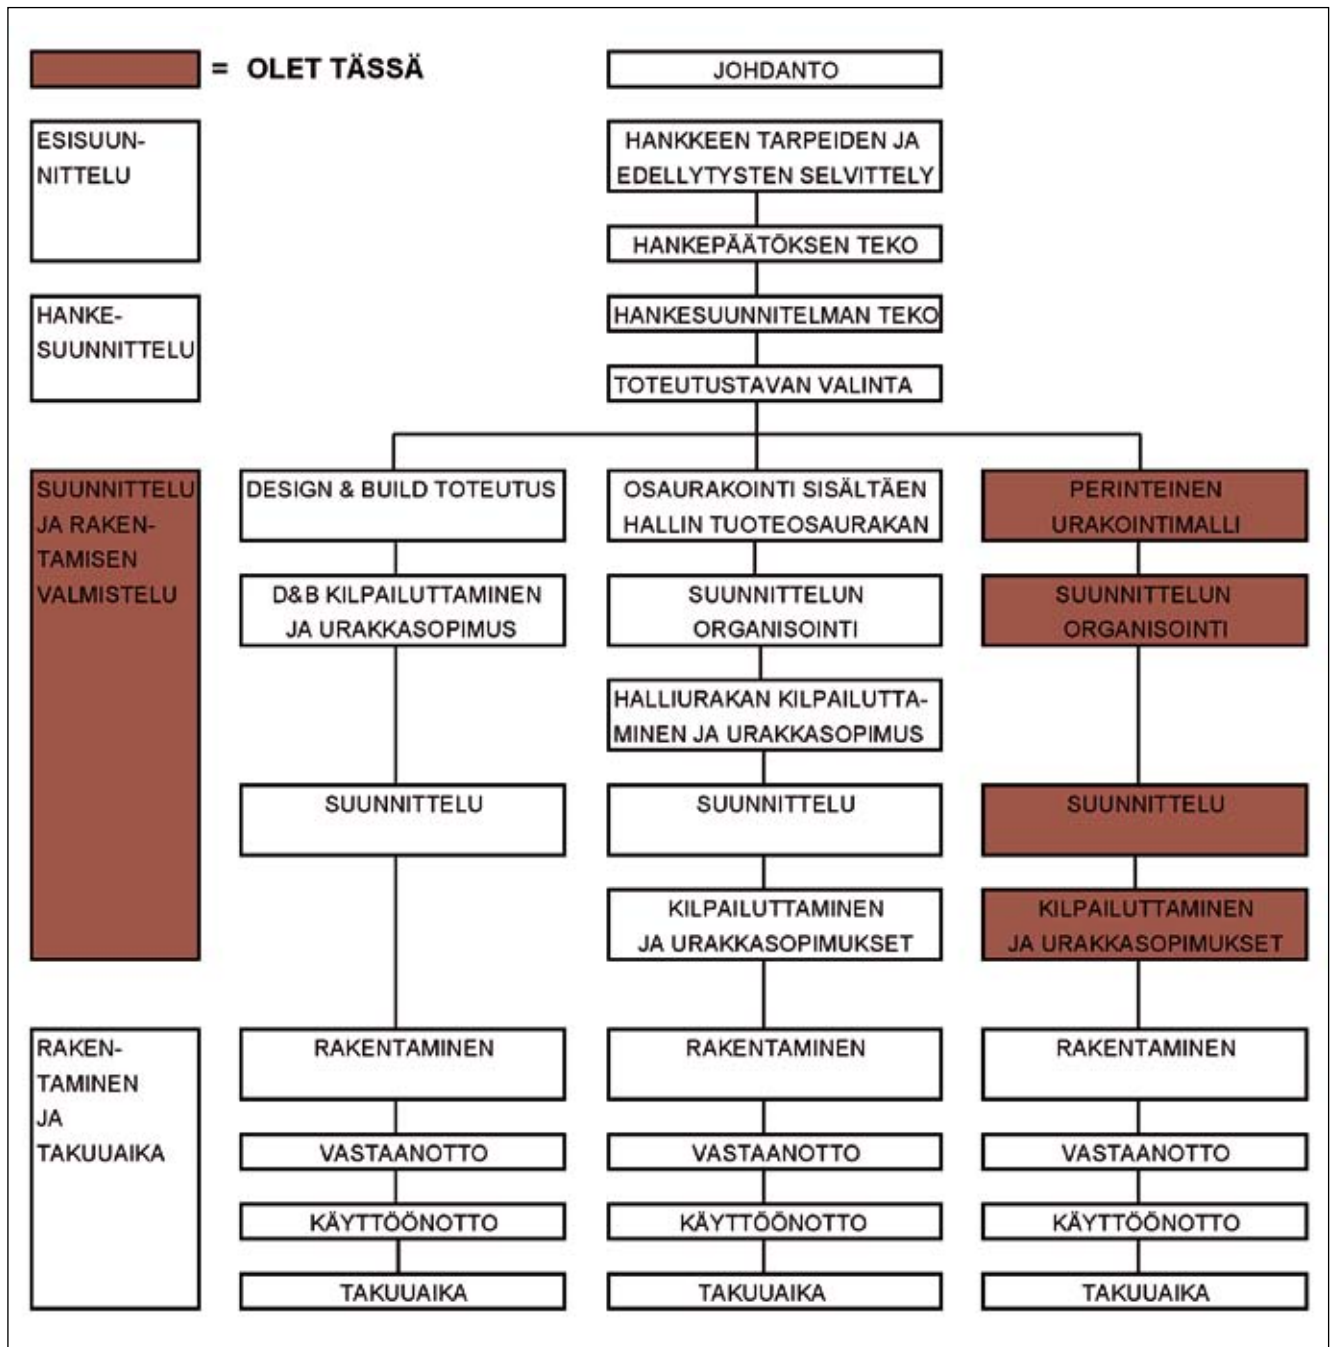 = OLET TÄSSÄ
JOHDANTO
ESISUUN-
NITTELU
HANKKEEN TARPEIDEN JA
EDELLYTYSTEN SELVITTELY
HANKEPÄÄTÖKSEN TEKO
HANKE-
SUUNNITTELU
HANKESUUNNITELMAN TEKO
TOTEUTUSTAVAN VALINTA
SUUNNITTELU
JA RAKEN-
TAMISEN
VALMISTELU
DESIGN & BUILD TOTEUTUS
OSAURAKOINTI SISÄLTÄEN
HALLIN TUOTEOSAURAKAN
PERINTEINEN
URAKOINTIMALLI
D&B KILPAILUTTAMINEN
JA URAKKASOPIMUS
SUUNNITTELUN
ORGANISOINTI
SUUNNITTELUN
ORGANISOINTI
HALLIURAKAN KILPAILUTTA-
MINEN JA URAKKASOPIMUS
SUUNNITTELU
SUUNNITTELU
SUUNNITTELU
KILPAILUTTAMINEN
JA URAKKASOPIMUKSET
KILPAILUTTAMINEN
JA URAKKASOPIMUKSET
RAKEN-
TAMINEN
JA
TAKUUAIKA
RAKENTAMINEN
RAKENTAMINEN
RAKENTAMINEN
VASTAANOTTO
VASTAANOTTO
VASTAANOTTO
KÄYTTÖÖNOTTO
KÄYTTÖÖNOTTO
KÄYTTÖÖNOTTO
TAKUUAIKA
TAKUUAIKA
TAKUUAIKA